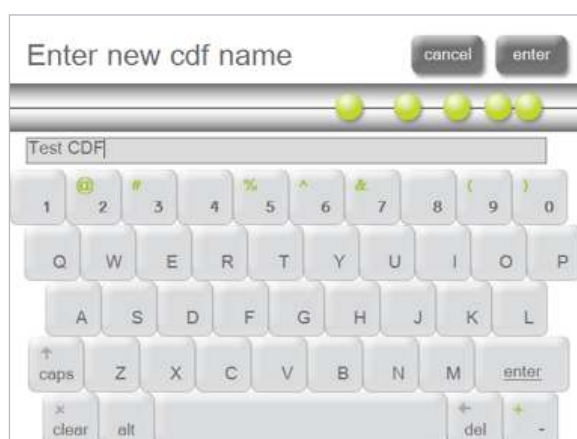 Enter new cdf name cancel enter
Test CDF
@ # % ^ & ( )
1 2 3 4 5 6 7 8 9 0
Q W E R T Y U I O P
A S D F G H J K L
caps Z X C V B N M enter
clear alt del + -